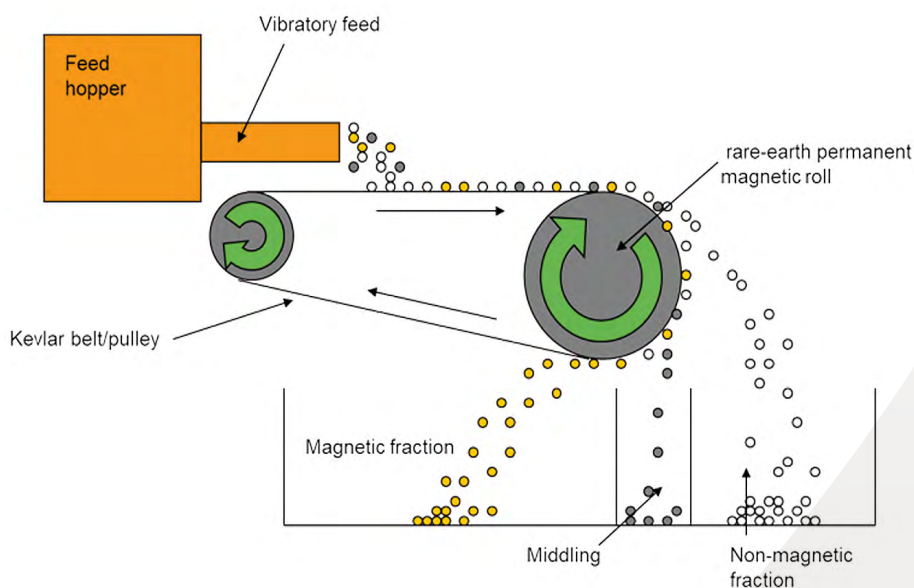 Vibratory feed
Feed
hopper
rare-earth permanent
magnetic roll
Kevlar belt/pulley
Magnetic fraction
Middling
Non-magnetic
fraction